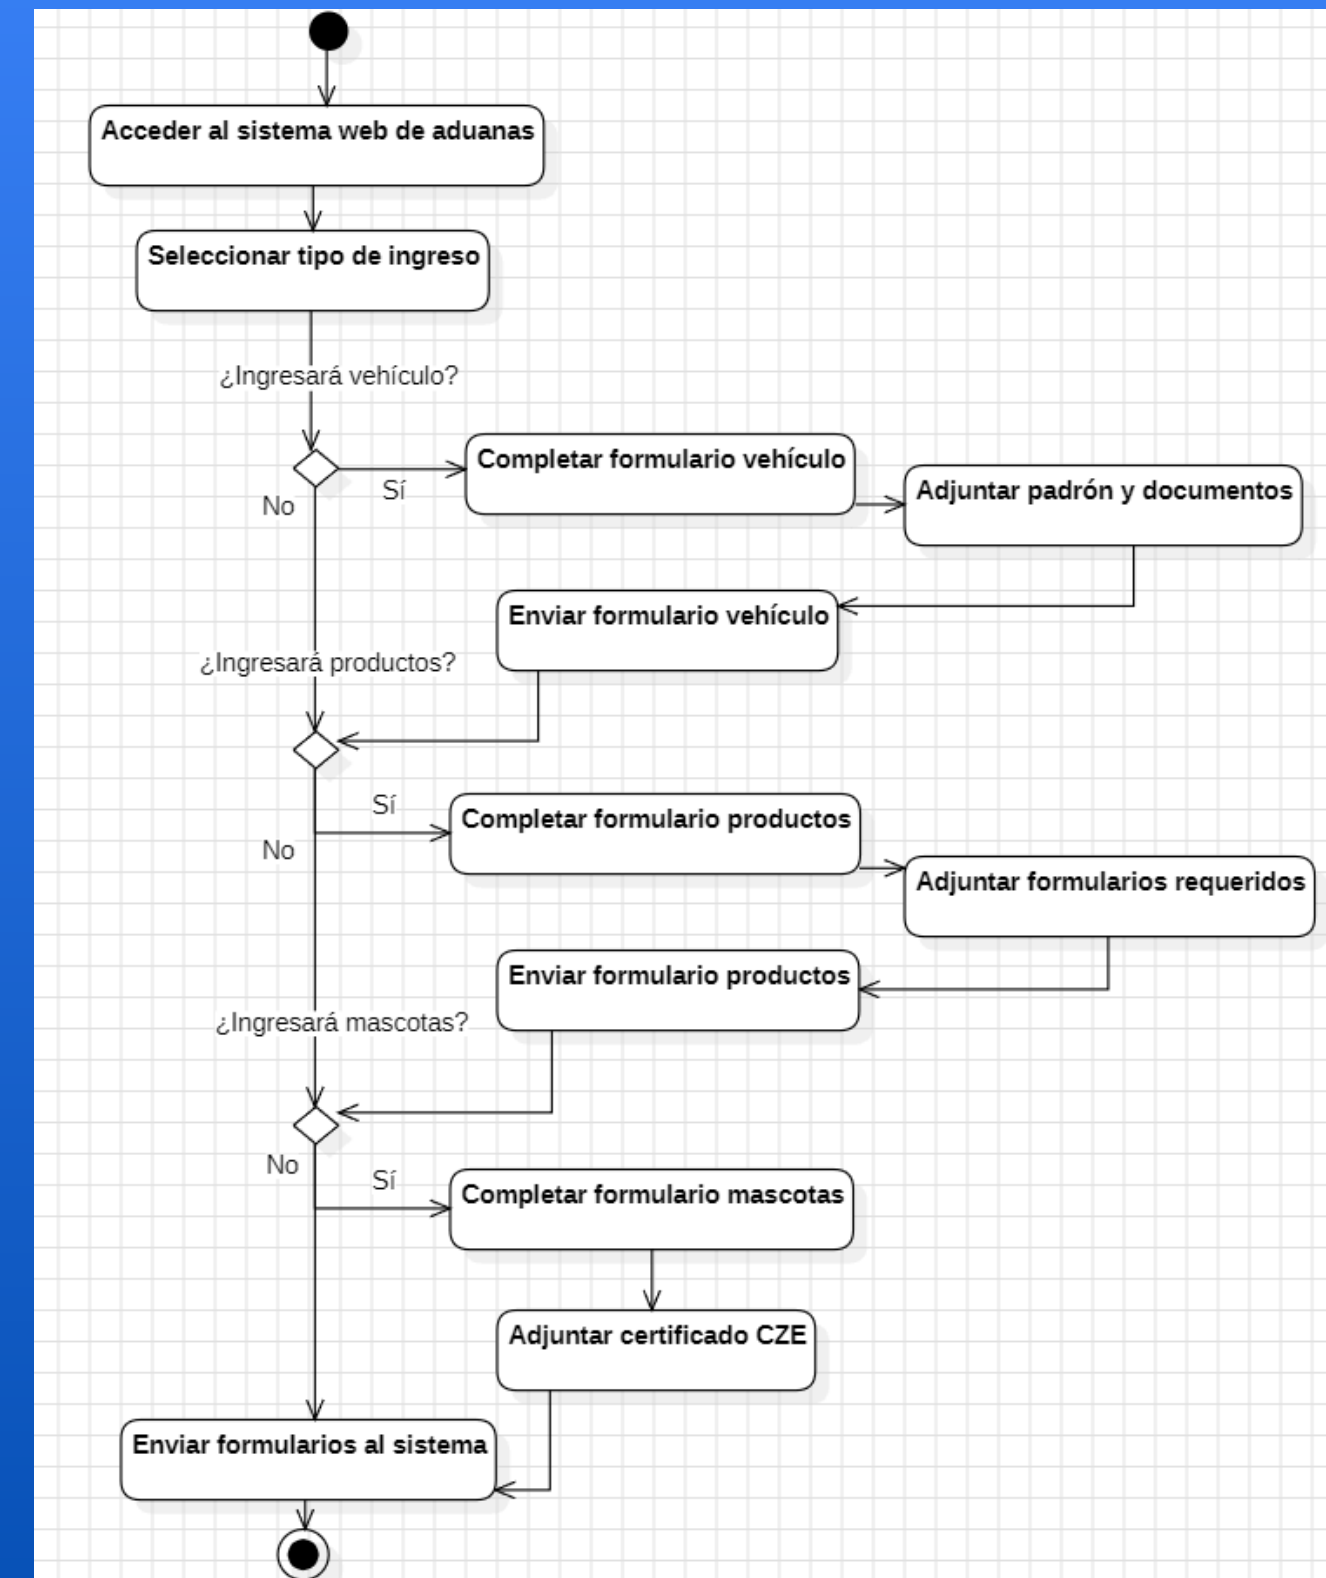 Acceder al sistema web de aduanas
Seleccionar tipo de ingreso
¿Ingresará vehículo?
Completar formulario vehículo
Sí
No
Adjuntar padrón y documentos
Enviar formulario vehículo
¿Ingresará productos?
Sí
Completar formulario productos
No
Adjuntar formularios requeridos
Enviar formulario productos
¿Ingresará mascotas?
No
Sí
Completar formulario mascotas
Adjuntar certificado CZE
Enviar formularios al sistema